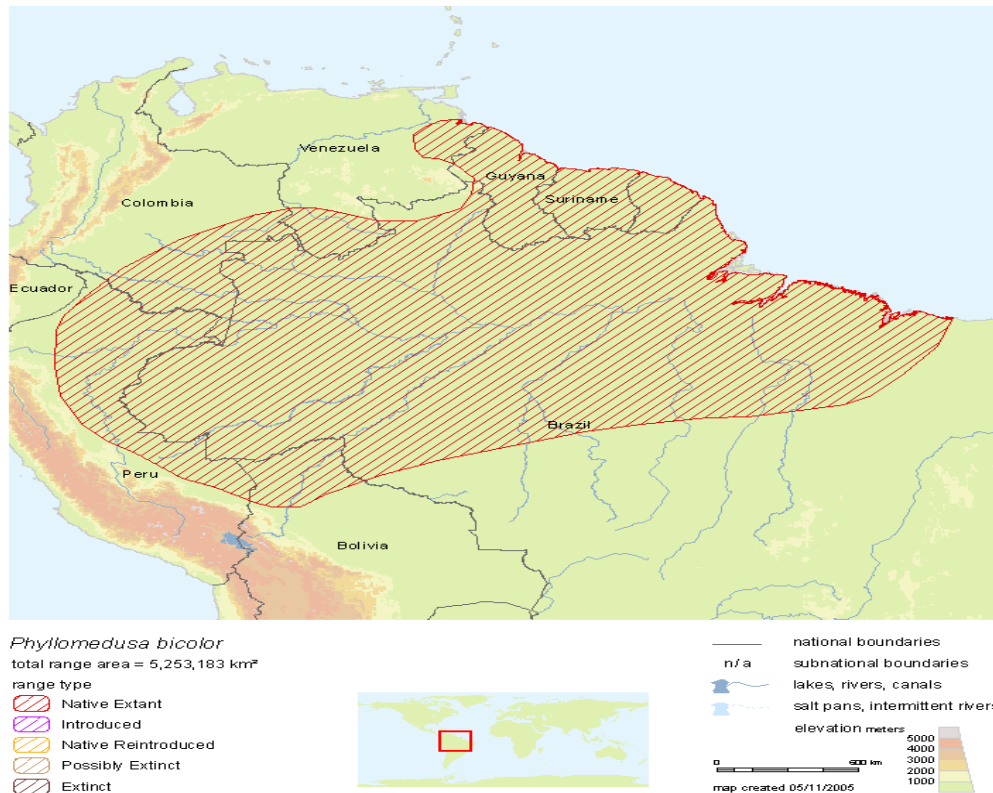 Venezuela
Guyana
Suriname
Colombia
Ecuador
Brazil
Peru
Bolivia
Phyllomedusa bicolor
total range area = 5,253,183 km²
range type
Native Extant
Introduced
Native Reintroduced
Possibly Extinct
Extinct
national boundaries
n/a subnational boundaries
lakes, rivers, canals
salt pans, intermittent rivers
elevation meters
5000
4000
3000
2000
1000
0 600 km
map created 05/11/2005